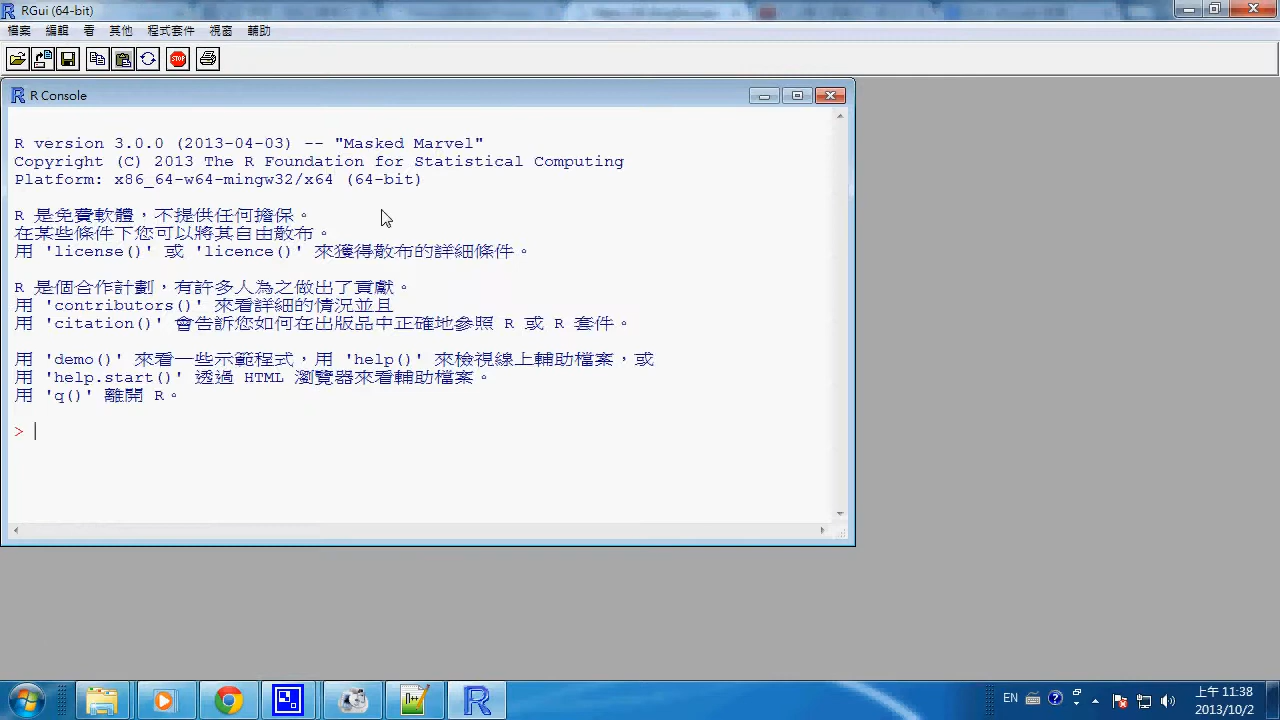 RGui (64-bit)
檔案 編輯 看 其他 程式套件 視窗 輔助
STOP
R Console
R version 3.0.0 (2013-04-03) -- "Masked Marvel"
Copyright (C) 2013 The R Foundation for Statistical Computing
Platform: x86_64-w64-mingw32/x64 (64-bit)
R 是免費軟體，不提供任何擔保。
在某些條件下您可以將其自由散布。
用 'license()' 或 'licence()' 來獲得散布的詳細條件。
R 是個合作計劃，有許多人為之做出了貢獻。
用 'contributors()' 來看詳細的情況並且
用 'citation()' 會告訴您如何在出版品中正確地參照 R 或 R 套件。
用 'demo()' 來看一些示範程式，用 'help()' 來檢視線上輔助檔案，或
用 'help.start()' 透過 HTML 瀏覽器來看輔助檔案。
用 'q()' 離開 R。
>
EN
上午 11:38
2013/10/2